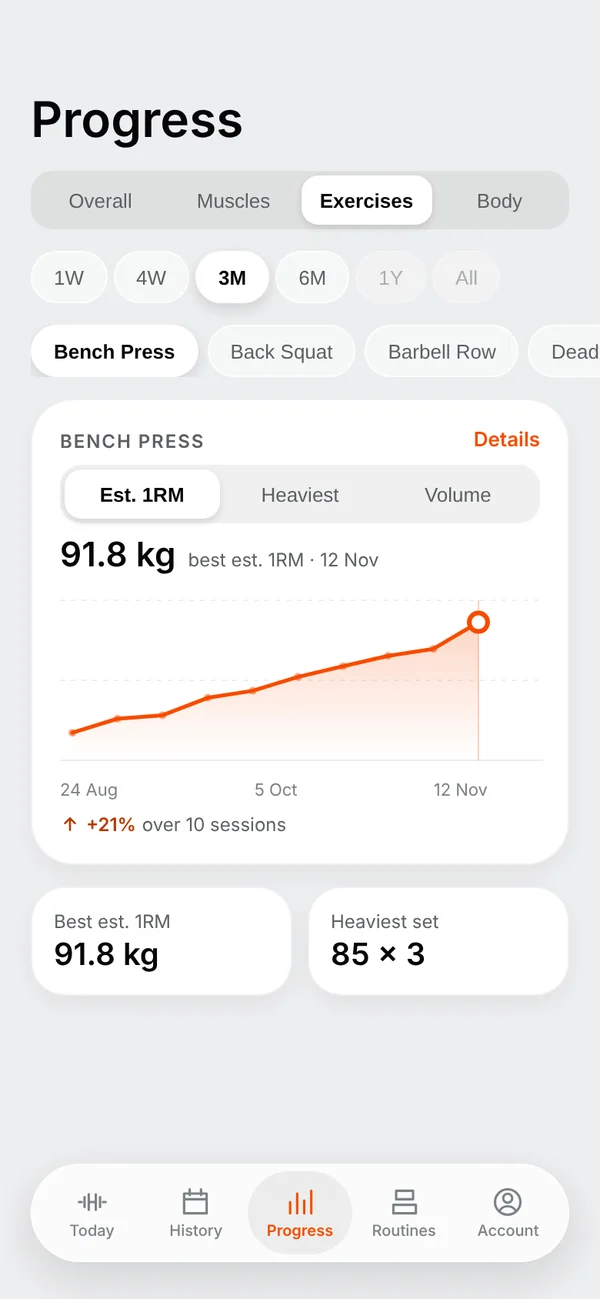 Progress
Overall Muscles Exercises Body
1W 4W 3M 6M 1Y All
Bench Press Back Squat Barbell Row Dead
BENCH PRESS Details
Est. 1RM Heaviest Volume
91.8 kg best est. 1RM · 12 Nov
24 Aug 5 Oct 12 Nov
↑ +21% over 10 sessions
Best est. 1RM Heaviest set
91.8 kg 85 × 3
Today History Progress Routines Account